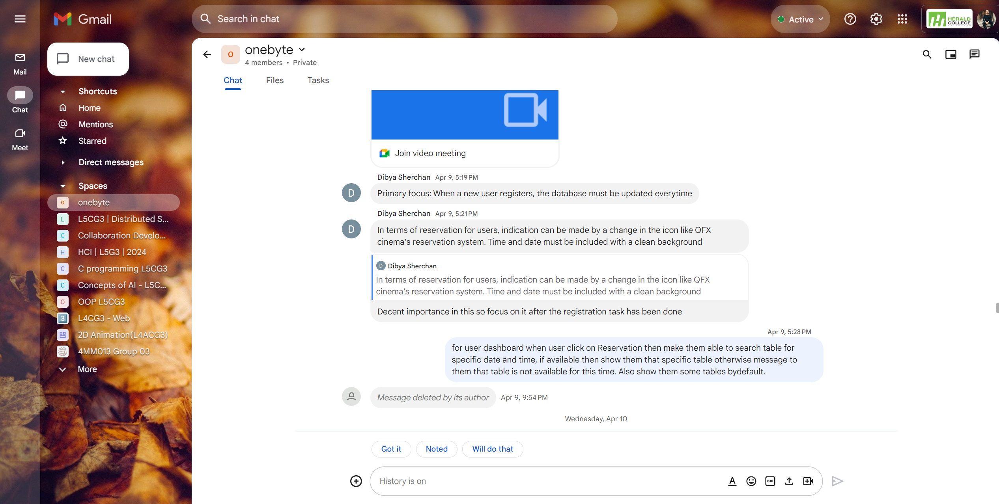 Gmail
Search in chat
Active
HERALD
COLLEGE
Mail
Chat
Meet
New chat
Shortcuts
Home
Mentions
Starred
Direct messages
Spaces
o onebyte
L L5CG3 | Distributed S...
C Collaboration Develo...
H HCI | L5G3 | 2024
C C programming L5CG3
C Concepts of AI - L5C...
O OOP L5CG3
3 L4CG3 - Web
2D Animation(L4ACG3)
4MM013 Group 03
More
o
onebyte
4 members • Private
Chat Files Tasks
Join video meeting
Dibya Sherchan Apr 9, 5:19 PM
D
Primary focus: When a new user registers, the database must be updated everytime
Dibya Sherchan Apr 9, 5:21 PM
D
In terms of reservation for users, indication can be made by a change in the icon like QFX
cinema's reservation system. Time and date must be included with a clean background
D Dibya Sherchan
In terms of reservation for users, indication can be made by a change in the icon like QFX
cinema's reservation system. Time and date must be included with a clean background
Decent importance in this so focus on it after the registration task has been done
Apr 9, 5:28 PM
for user dashboard when user click on Reservation then make them able to search table for
specific date and time, if available then show them that specific table otherwise message to
them that table is not available for this time. Also show them some tables bydefault.
Message deleted by its author Apr 9, 9:54 PM
Wednesday, Apr 10
Got it Noted Will do that
History is on
A GIF